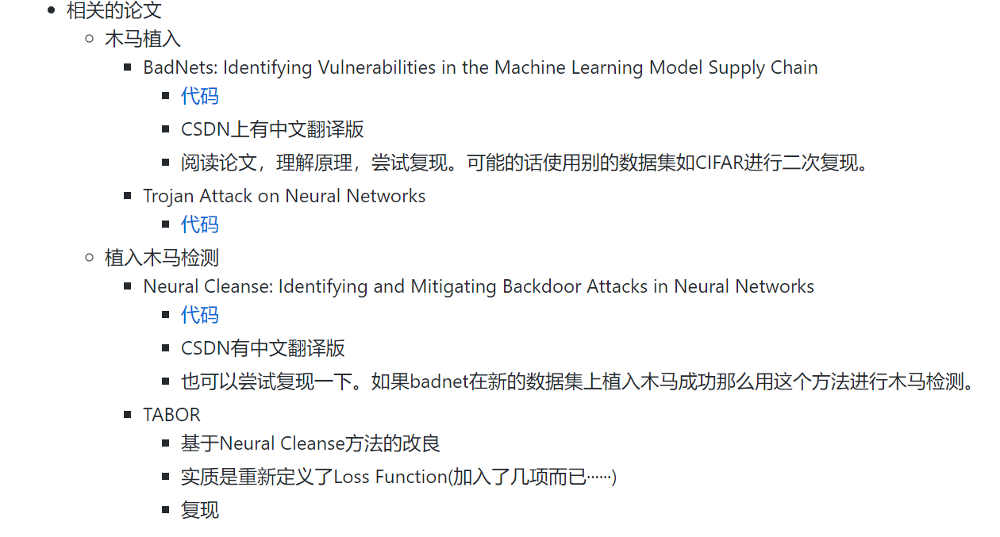 相关的论文
木马植入
BadNets: Identifying Vulnerabilities in the Machine Learning Model Supply Chain
代码
CSDN上有中文翻译版
阅读论文，理解原理，尝试复现。可能的话使用别的数据集如CIFAR进行二次复现。
Trojan Attack on Neural Networks
代码
植入木马检测
Neural Cleanse: Identifying and Mitigating Backdoor Attacks in Neural Networks
代码
CSDN有中文翻译版
也可以尝试复现一下。如果badnet在新的数据集上植入木马成功那么用这个方法进行木马检测。
TABOR
基于Neural Cleanse方法的改良
实质是重新定义了Loss Function(加入了几项而已······)
复现